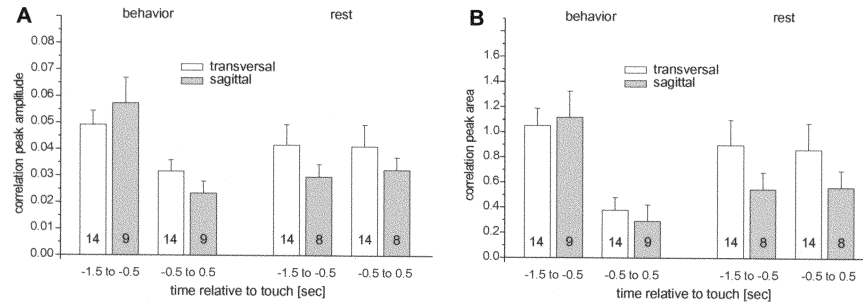 A
behavior
rest
0.08
0.07
0.06
0.05
0.04
0.03
0.02
0.01
0.00
correlation peak amplitude
transversal
sagittal
14 9 14 9 14 8 14 8
-1.5 to -0.5 -0.5 to 0.5 -1.5 to -0.5 -0.5 to 0.5
time relative to touch [sec]
B
behavior
rest
1.6
1.4
1.2
1.0
0.8
0.6
0.4
0.2
0.0
correlation peak area
transversal
sagittal
14 9 14 9 14 8 14 8
-1.5 to -0.5 -0.5 to 0.5 -1.5 to -0.5 -0.5 to 0.5
time relative to touch [sec]